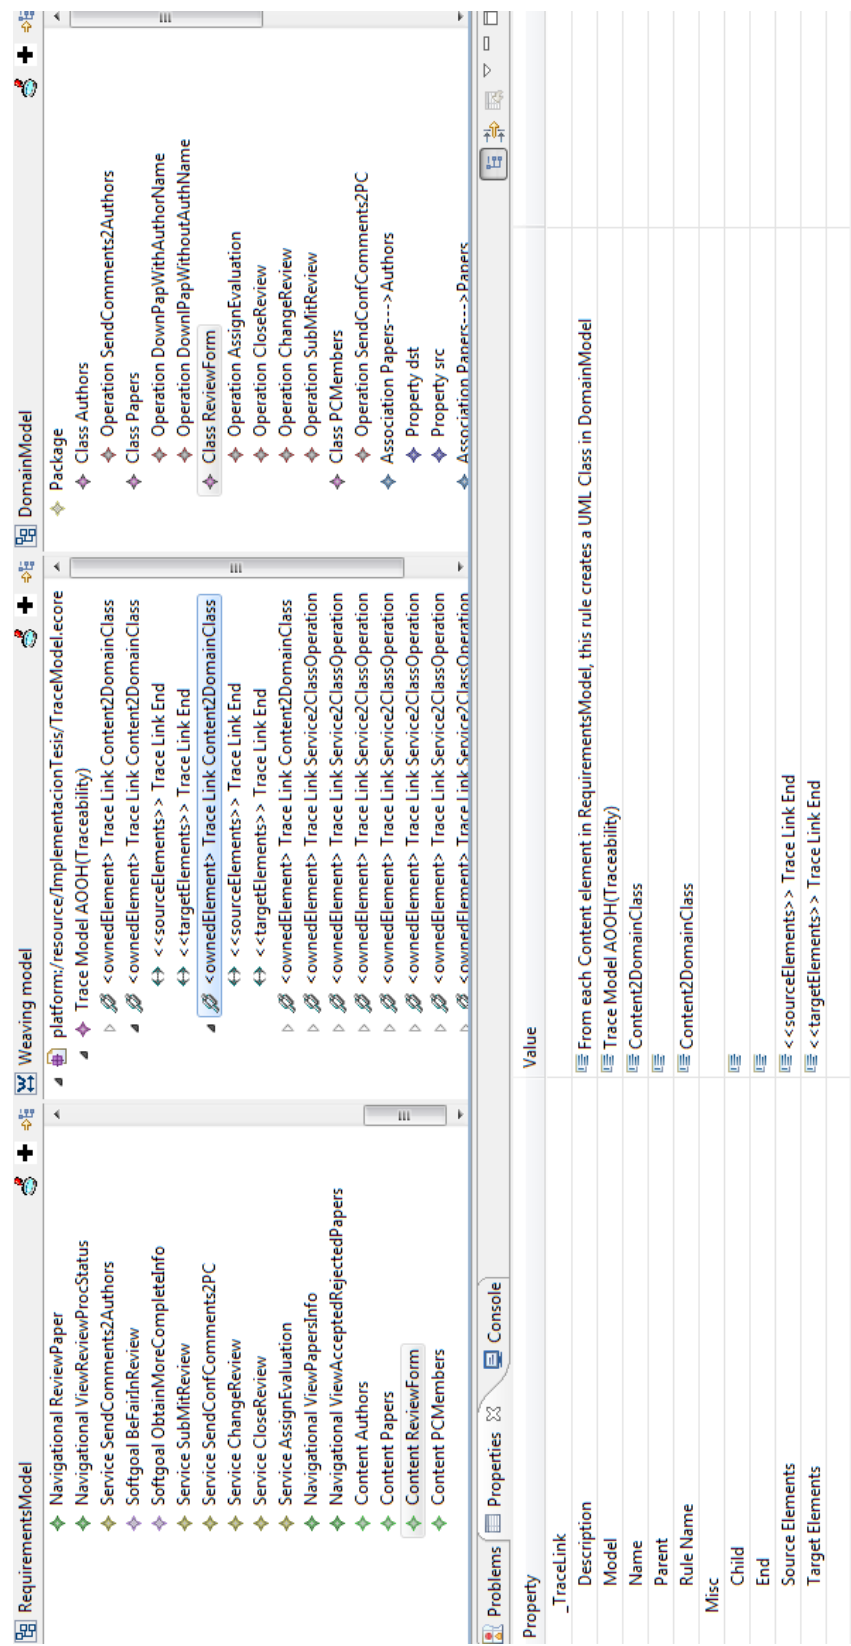 RequirementsModel
Navigational ReviewPaper
Navigational ViewReviewProcStatus
Service SendComments2Authors
Softgoal BeFairInReview
Softgoal ObtainMoreCompleteInfo
Service SubMitReview
Service SendConfComments2PC
Service ChangeReview
Service CloseReview
Service AssignEvaluation
Navigational ViewPapersInfo
Navigational ViewAcceptedRejectedPapers
Content Authors
Content Papers
Content ReviewForm
Content PCMembers
Weaving model
platform:/resource/ImplementacionTesis/TraceModel.ecore
Trace Model AOOH(Traceability)
<ownedElement> Trace Link Content2DomainClass
<ownedElement> Trace Link Content2DomainClass
<<sourceElements>> Trace Link End
<<targetElements>> Trace Link End
<ownedElement> Trace Link Content2DomainClass
<<sourceElements>> Trace Link End
<<targetElements>> Trace Link End
<ownedElement> Trace Link Content2DomainClass
<ownedElement> Trace Link Service2ClassOperation
<ownedElement> Trace Link Service2ClassOperation
<ownedElement> Trace Link Service2ClassOperation
<ownedElement> Trace Link Service2ClassOperation
<ownedElement> Trace Link Service2ClassOperation
<ownedElement> Trace Link Service2ClassOperation
<ownedElement> Trace Link Service2ClassOperation
DomainModel
Package
Class Authors
Operation SendComments2Authors
Class Papers
Operation DownPapWithAuthorName
Operation DownlPapWithoutAuthName
Class ReviewForm
Operation AssignEvaluation
Operation CloseReview
Operation ChangeReview
Operation SubMitReview
Class PCMembers
Operation SendConfComments2PC
Association Papers--->Authors
Property dst
Property src
Association Papers--->Papers
Problems Properties Console
Property Value
_TraceLink
Description From each Content element in RequirementsModel, this rule creates a UML Class in DomainModel
Model Trace Model AOOH(Traceability)
Name Content2DomainClass
Parent
Rule Name Content2DomainClass
Misc
Child
End
Source Elements <<sourceElements>> Trace Link End
Target Elements <<targetElements>> Trace Link End